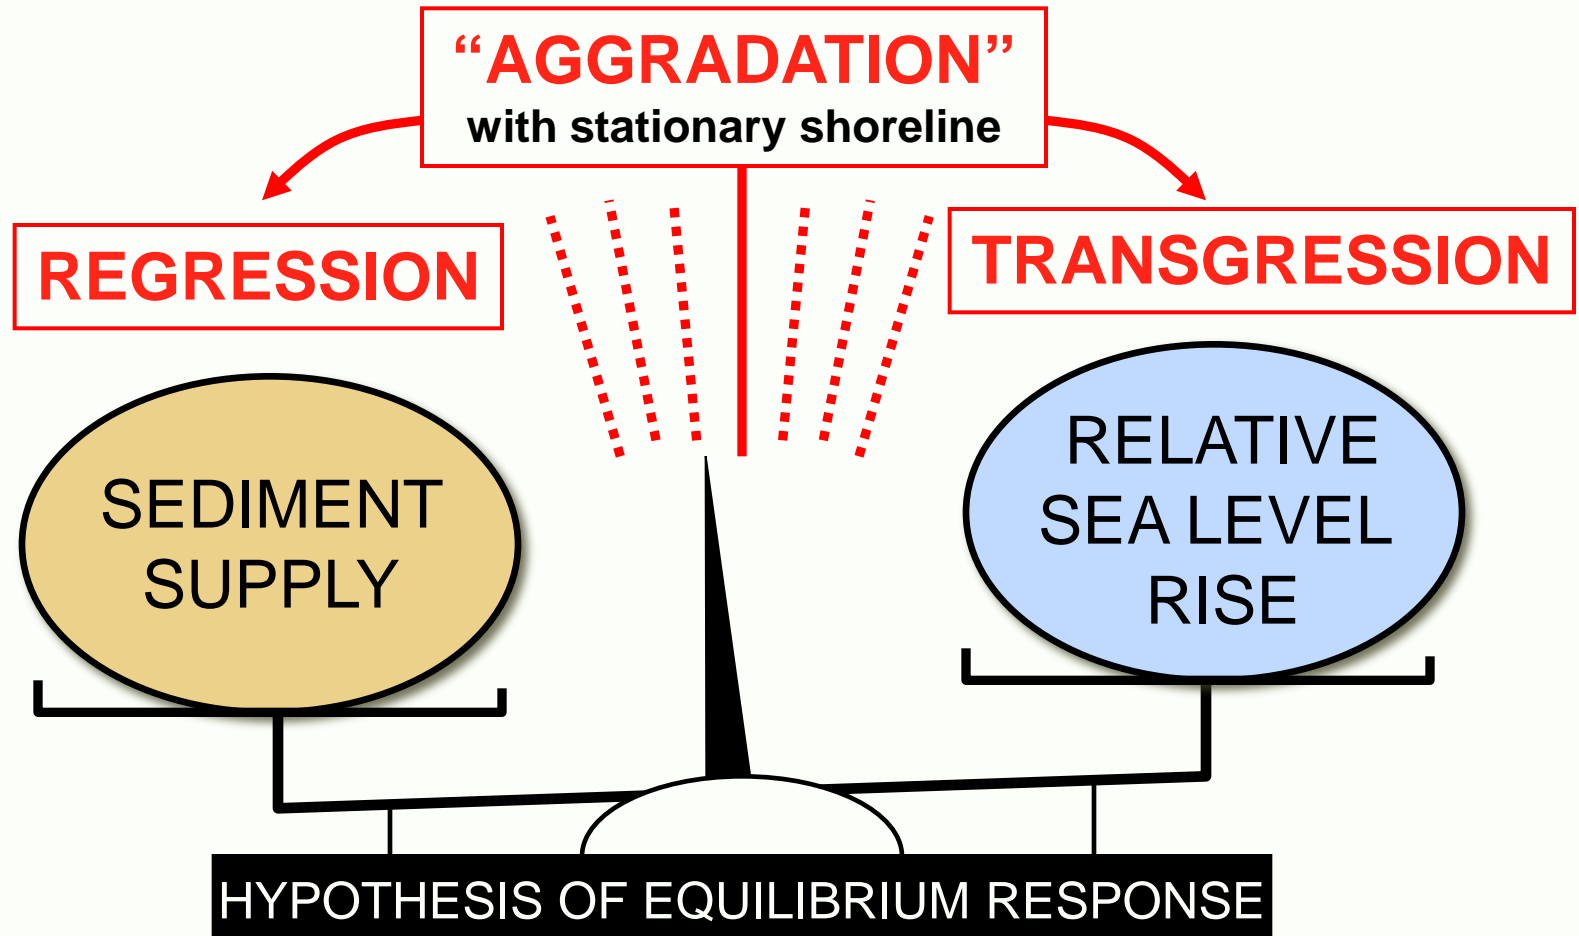 “AGGRADATION”
with stationary shoreline
REGRESSION
TRANSGRESSION
SEDIMENT
SUPPLY
RELATIVE
SEA LEVEL
RISE
HYPOTHESIS OF EQUILIBRIUM RESPONSE